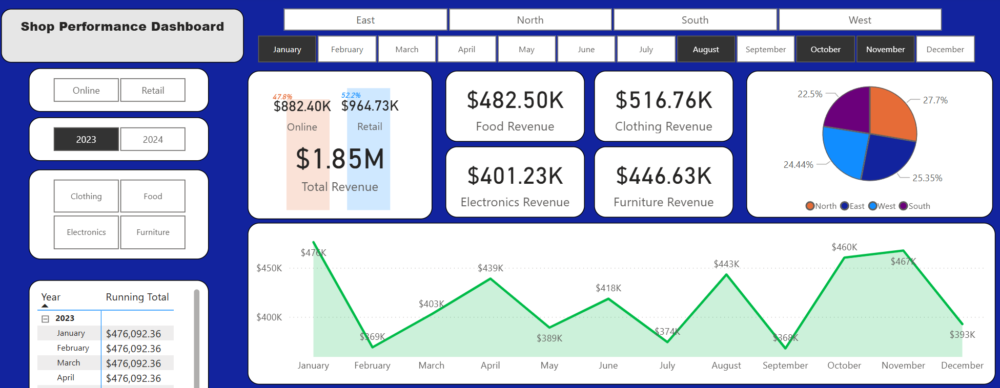 Shop Performance Dashboard
East North South West
January February March April May June July August September October November December
Online Retail
2023 2024
Clothing Food
Electronics Furniture
47.8% 52.2%
$882.40K $964.73K
Online Retail
$1.85M
Total Revenue
$482.50K
Food Revenue
$516.76K
Clothing Revenue
$401.23K
Electronics Revenue
$446.63K
Furniture Revenue
22.5% 27.7%
24.44% 25.35%
North East West South
Year Running Total
2023
January $476,092.36
February $476,092.36
March $476,092.36
April $476,092.36
$450K
$400K
$476K $369K $403K $439K $389K $418K $374K $443K $368K $460K $467K $393K
January February March April May June July August September October November December